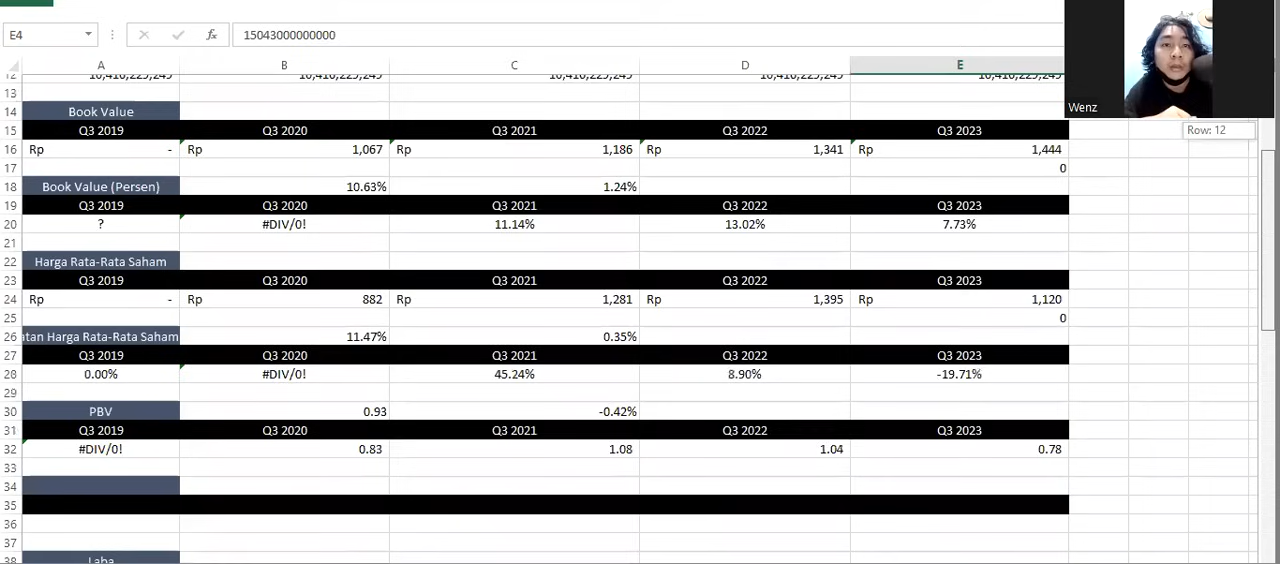 E4 fx 15043000000000
A B C D E
Wenz
12 10,410,225,249 10,410,225,249 10,410,225,249 10,410,225,249 10,410,225,249
13
14 Book Value
15 Q3 2019 Q3 2020 Q3 2021 Q3 2022 Q3 2023
Row: 12
16 Rp - Rp 1,067 Rp 1,186 Rp 1,341 Rp 1,444
17 0
18 Book Value (Persen) 10.63% 1.24%
19 Q3 2019 Q3 2020 Q3 2021 Q3 2022 Q3 2023
20 ? #DIV/0! 11.14% 13.02% 7.73%
21
22 Harga Rata-Rata Saham
23 Q3 2019 Q3 2020 Q3 2021 Q3 2022 Q3 2023
24 Rp - Rp 882 Rp 1,281 Rp 1,395 Rp 1,120
25 0
26 tan Harga Rata-Rata Saham 11.47% 0.35%
27 Q3 2019 Q3 2020 Q3 2021 Q3 2022 Q3 2023
28 0.00% #DIV/0! 45.24% 8.90% -19.71%
29
30 PBV 0.93 -0.42%
31 Q3 2019 Q3 2020 Q3 2021 Q3 2022 Q3 2023
32 #DIV/0! 0.83 1.08 1.04 0.78
33
34
35
36
37
38 Laba